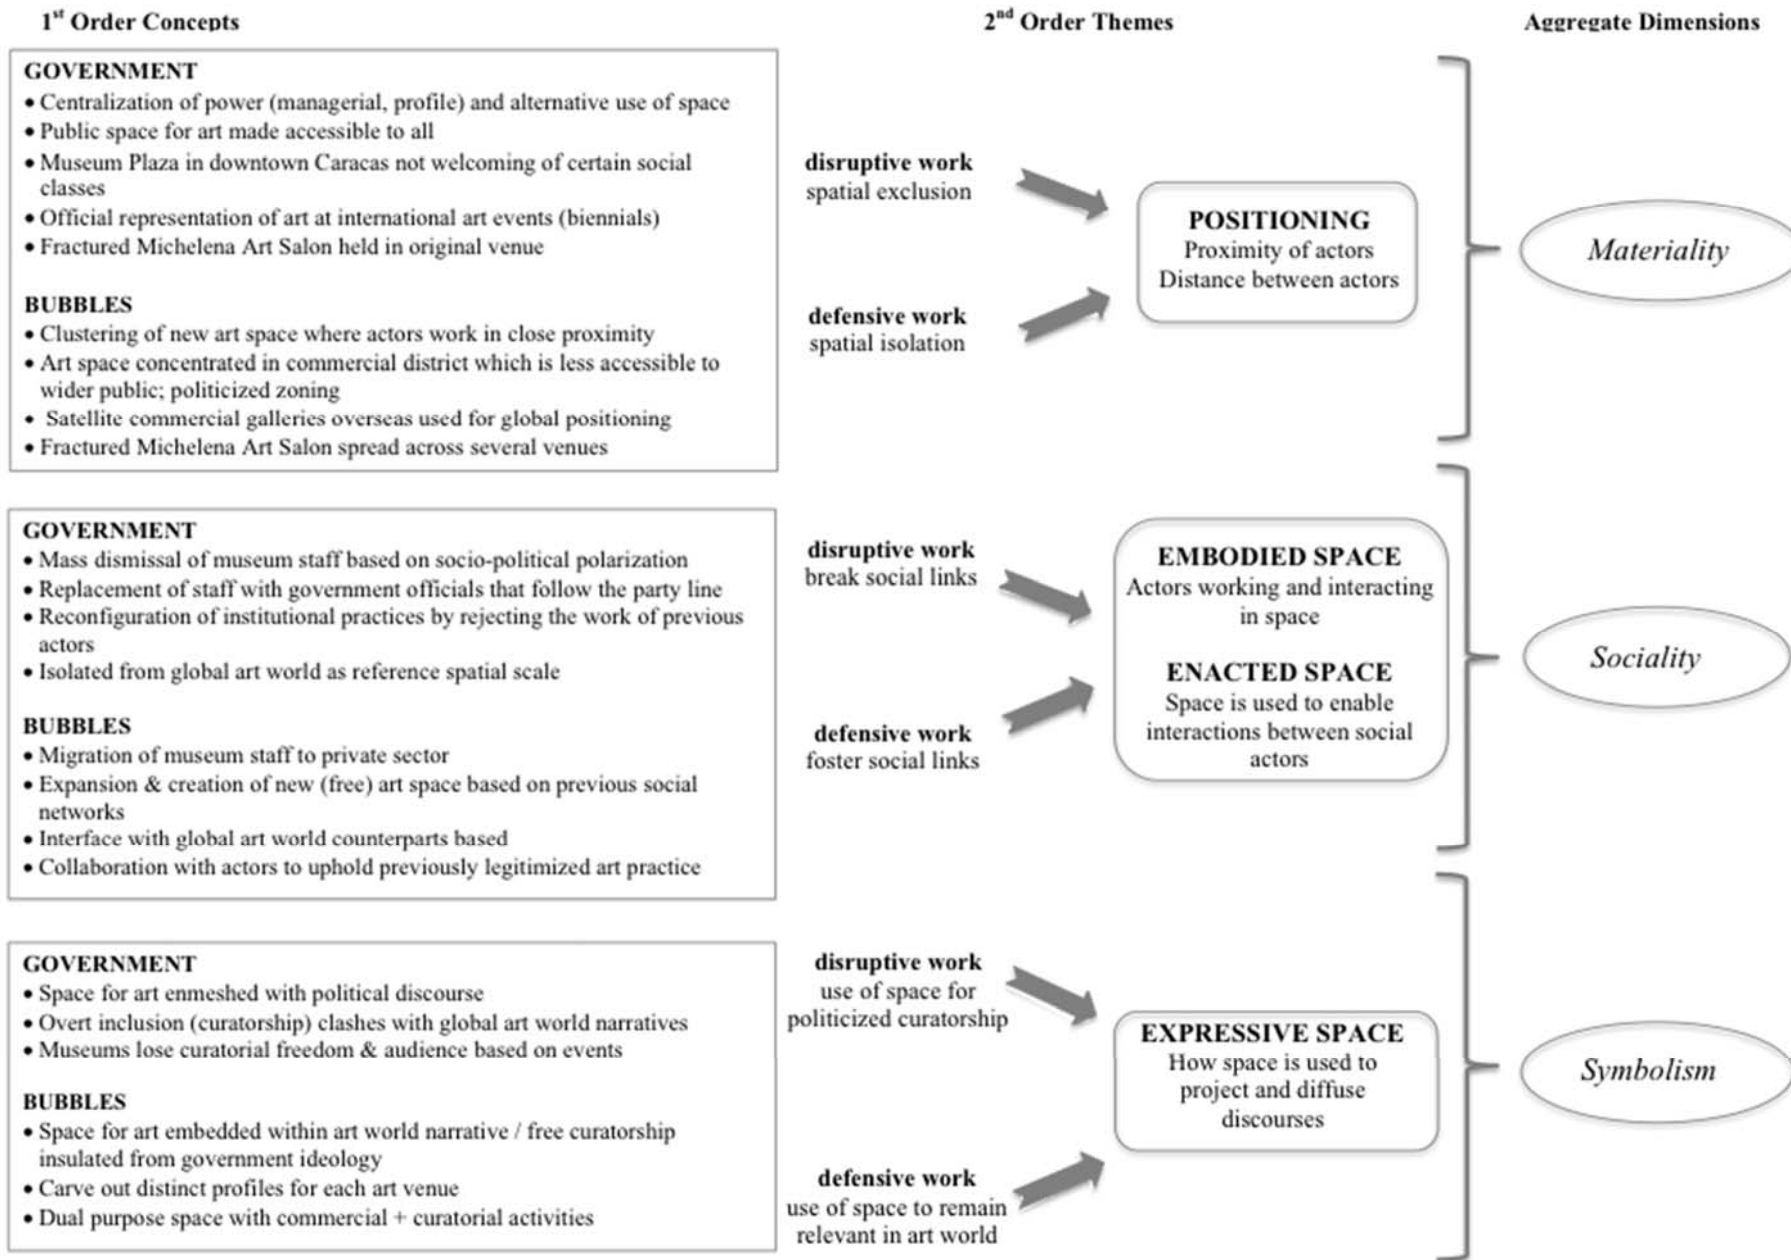 1st Order Concepts
2nd Order Themes
Aggregate Dimensions
GOVERNMENT
• Centralization of power (managerial, profile) and alternative use of space
• Public space for art made accessible to all
• Museum Plaza in downtown Caracas not welcoming of certain social
classes
• Official representation of art at international art events (biennials)
• Fractured Michelena Art Salon held in original venue
BUBBLES
• Clustering of new art space where actors work in close proximity
• Art space concentrated in commercial district which is less accessible to
wider public; politicized zoning
• Satellite commercial galleries overseas used for global positioning
• Fractured Michelena Art Salon spread across several venues
disruptive work
spatial exclusion
defensive work
spatial isolation
POSITIONING
Proximity of actors
Distance between actors
Materiality
GOVERNMENT
• Mass dismissal of museum staff based on socio-political polarization
• Replacement of staff with government officials that follow the party line
• Reconfiguration of institutional practices by rejecting the work of previous
actors
• Isolated from global art world as reference spatial scale
BUBBLES
• Migration of museum staff to private sector
• Expansion & creation of new (free) art space based on previous social
networks
• Interface with global art world counterparts based
• Collaboration with actors to uphold previously legitimized art practice
disruptive work
break social links
defensive work
foster social links
EMBODIED SPACE
Actors working and interacting
in space
ENACTED SPACE
Space is used to enable
interactions between social
actors
Sociality
GOVERNMENT
• Space for art enmeshed with political discourse
• Overt inclusion (curatorship) clashes with global art world narratives
• Museums lose curatorial freedom & audience based on events
BUBBLES
• Space for art embedded within art world narrative / free curatorship
insulated from government ideology
• Carve out distinct profiles for each art venue
• Dual purpose space with commercial + curatorial activities
disruptive work
use of space for
politicized curatorship
defensive work
use of space to remain
relevant in art world
EXPRESSIVE SPACE
How space is used to
project and diffuse
discourses
Symbolism